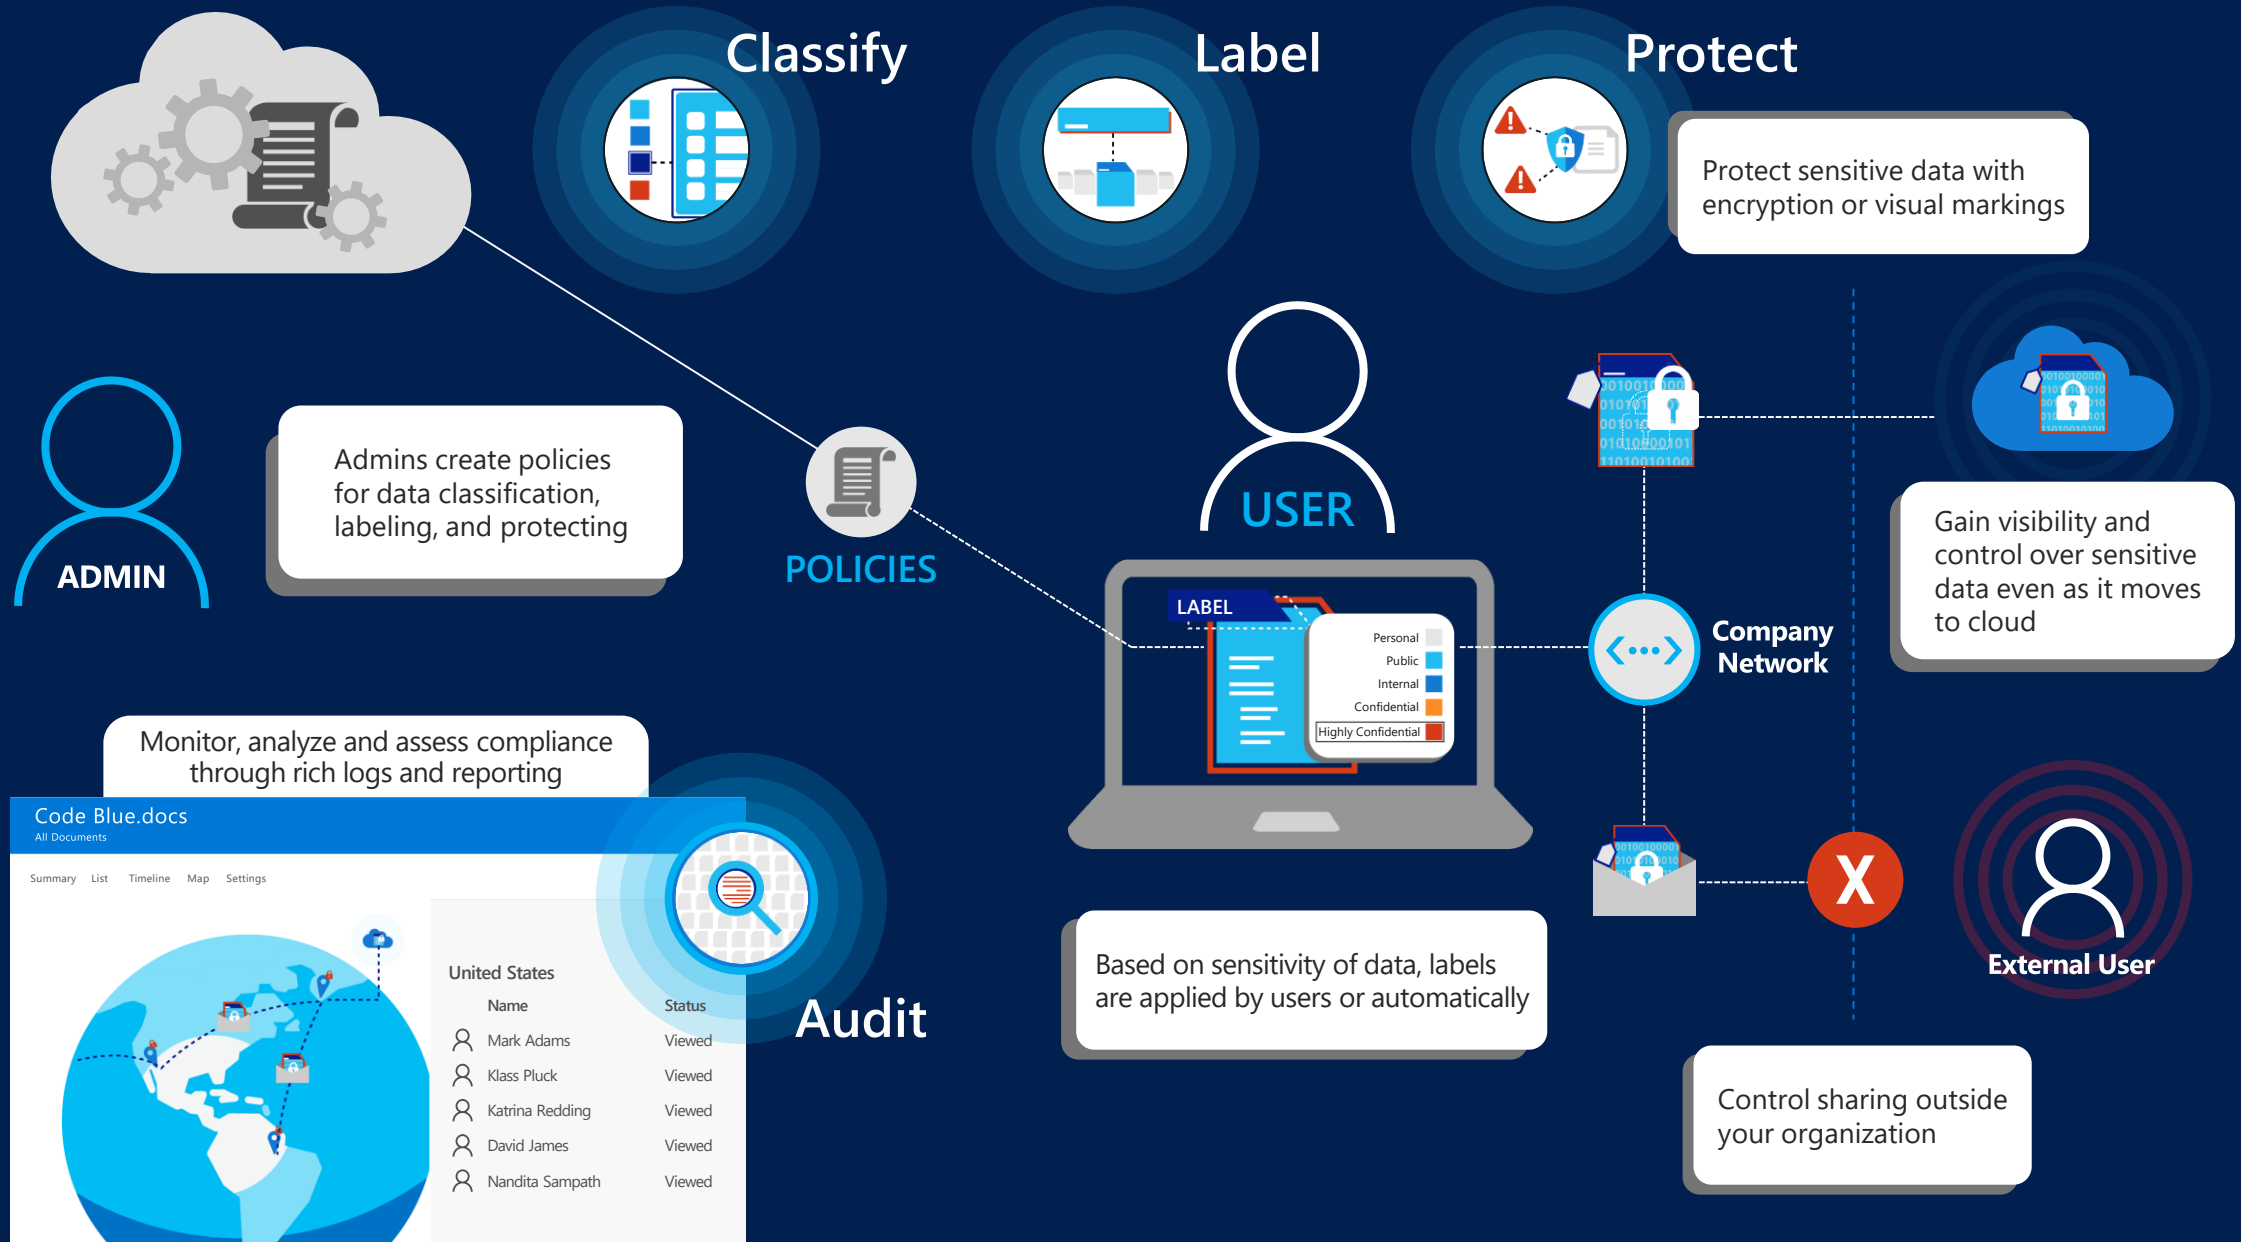 Classify
Label
Protect
Protect sensitive data with
encryption or visual markings
ADMIN
Admins create policies
for data classification,
labeling, and protecting
POLICIES
USER
LABEL
Personal
Public
Internal
Confidential
Highly Confidential
Company
Network
Gain visibility and
control over sensitive
data even as it moves
to cloud
Monitor, analyze and assess compliance
through rich logs and reporting
Code Blue.docs
All Documents
Summary List Timeline Map Settings
United States
Name Status
Mark Adams Viewed
Klass Pluck Viewed
Katrina Redding Viewed
David James Viewed
Nandita Sampath Viewed
Audit
Based on sensitivity of data, labels
are applied by users or automatically
X
External User
Control sharing outside
your organization